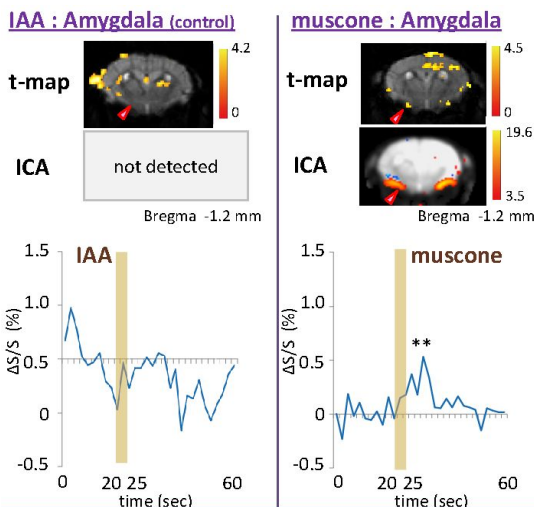 IAA : Amygdala (control)
t-map
4.2
0
ICA
not detected
Bregma -1.2 mm
IAA
ΔS/S (%)
1.5
1.0
0.5
0
-0.5
0
20 25
60
time (sec)
muscone : Amygdala
t-map
4.5
0
ICA
19.6
3.5
Bregma -1.2 mm
muscone
**
ΔS/S (%)
1.5
1.0
0.5
0
-0.5
0
20 25
60
time (sec)